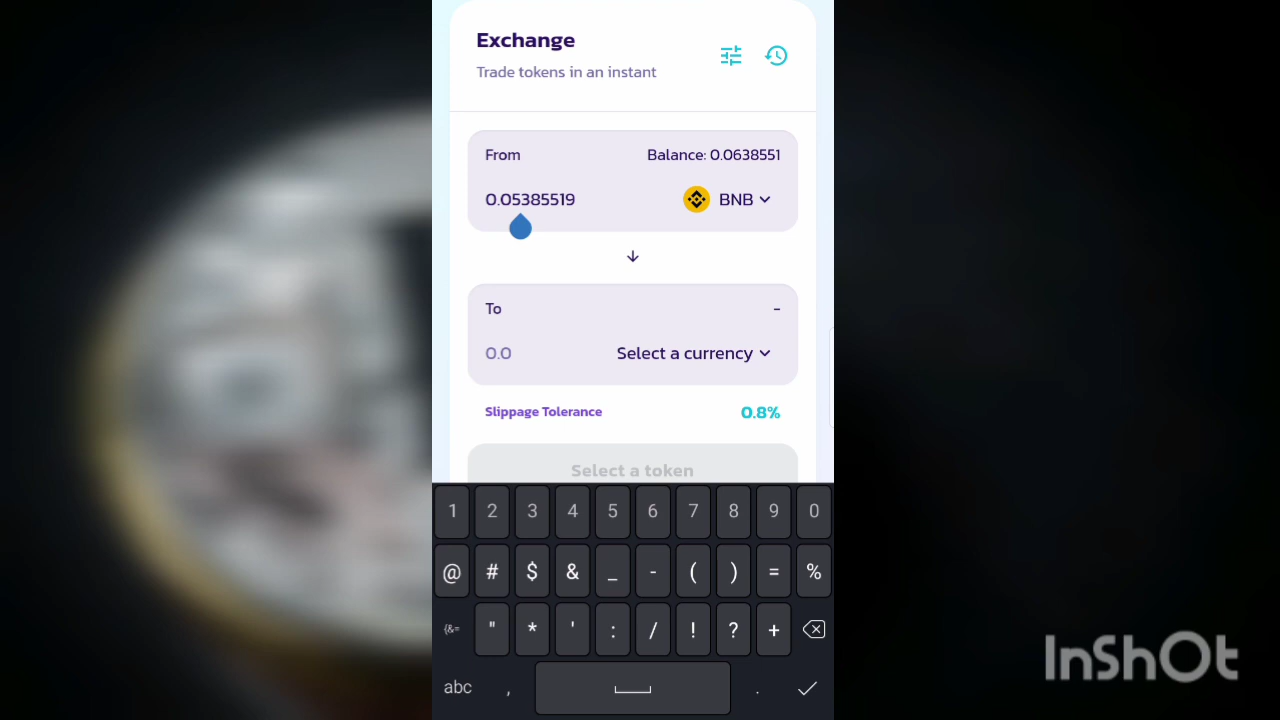 Exchange
Trade tokens in an instant
From
Balance: 0.0638551
0.05385519
BNB
To
-
0.0
Select a currency
Slippage Tolerance
0.8%
Select a token
1 2 3 4 5 6 7 8 9 0
@ # $ & _ - ( ) = %
{&= " * ' : / ! ? +
abc , .
InShOt